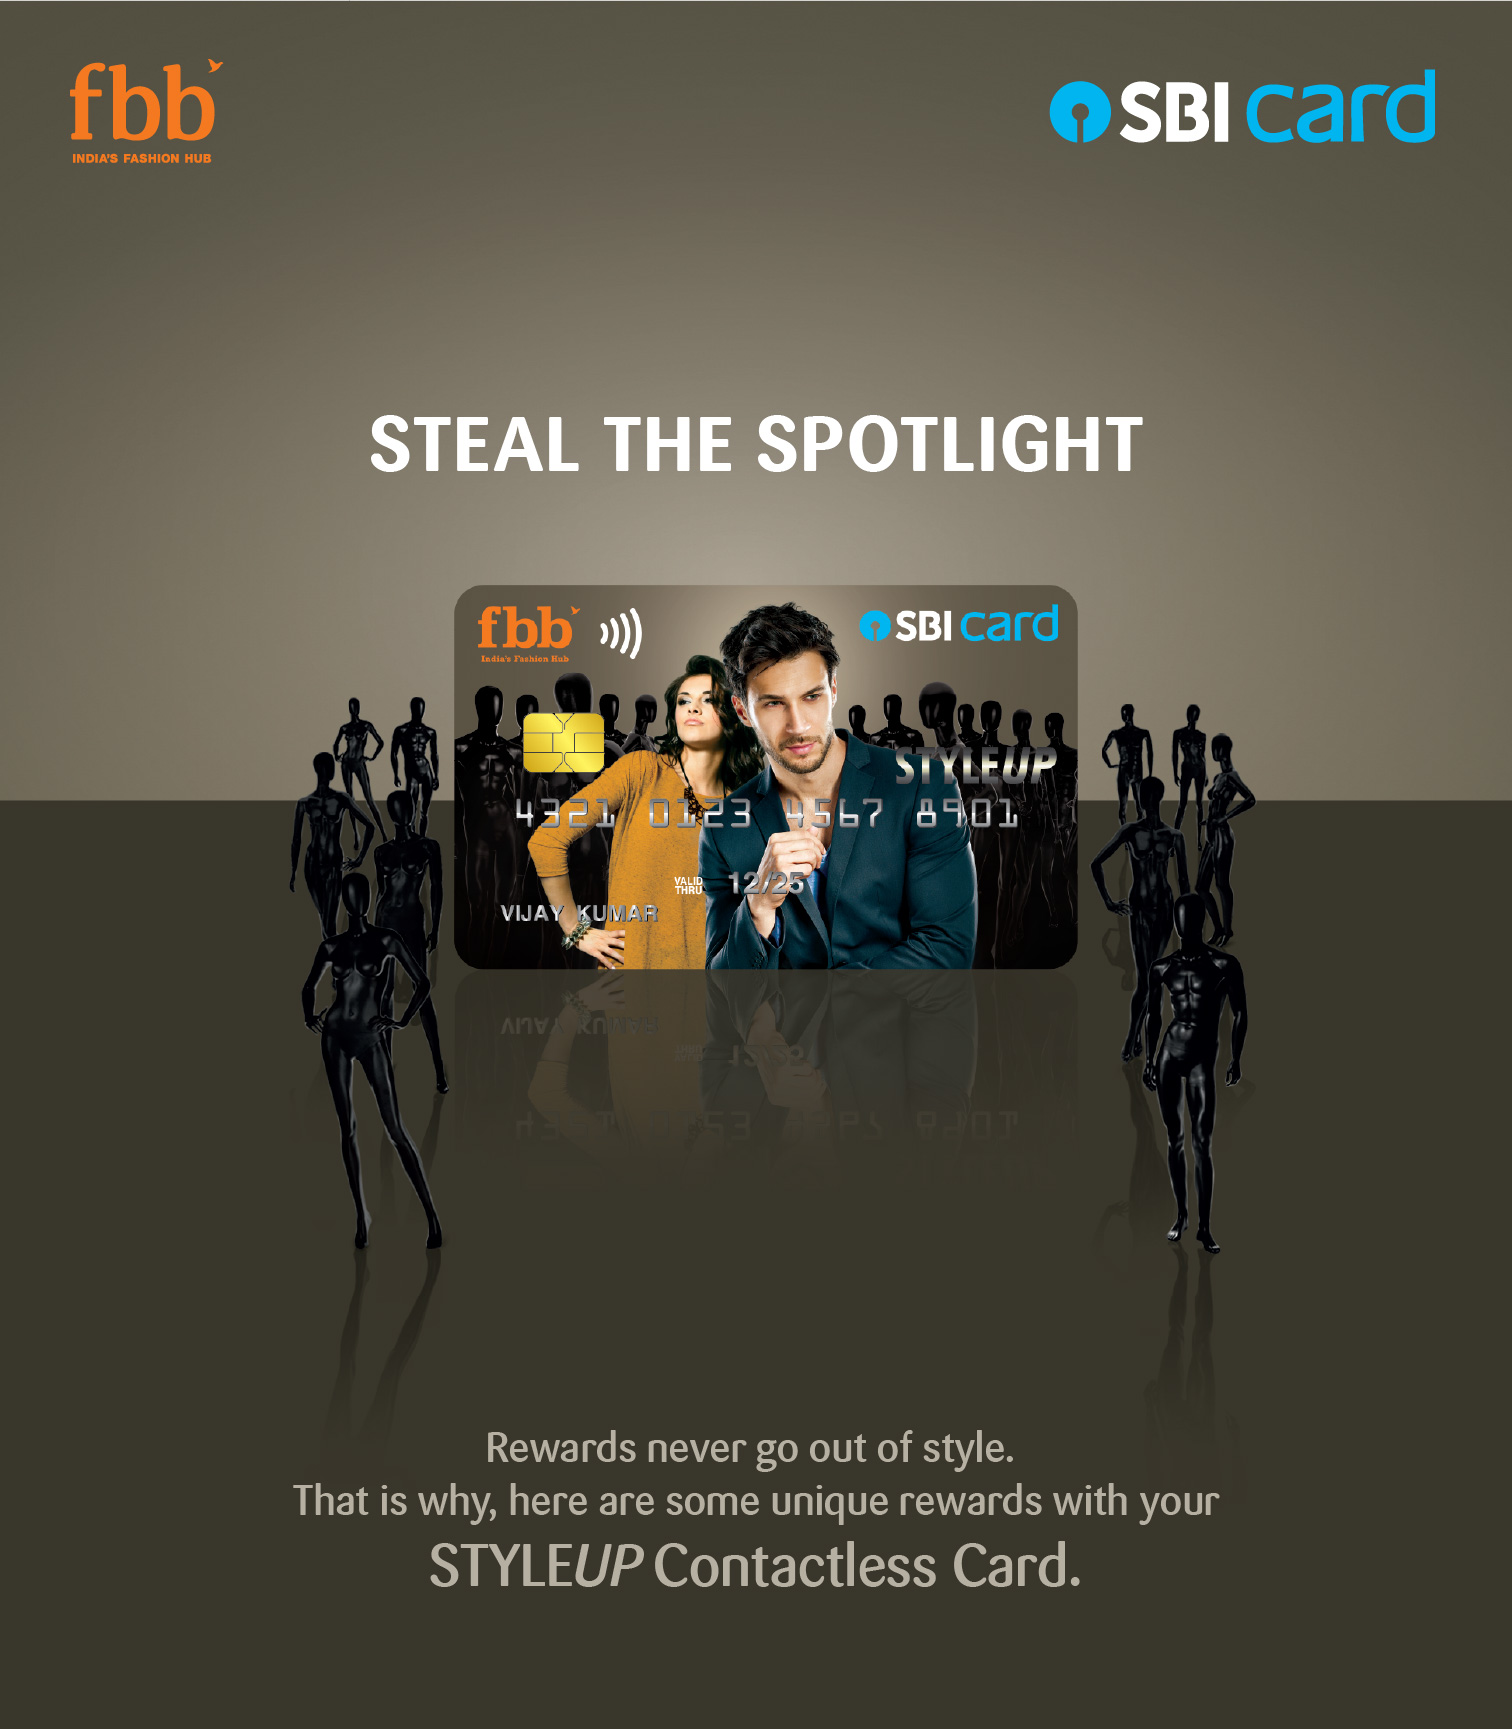 fbb
INDIA'S FASHION HUB
SBI card
STEAL THE SPOTLIGHT
fbb
India's Fashion Hub
SBI card
STYLEUP
4321 0123 4567 8901
VALID
THRU 12/25
VIJAY KUMAR
Rewards never go out of style.
That is why, here are some unique rewards with your
STYLEUP Contactless Card.